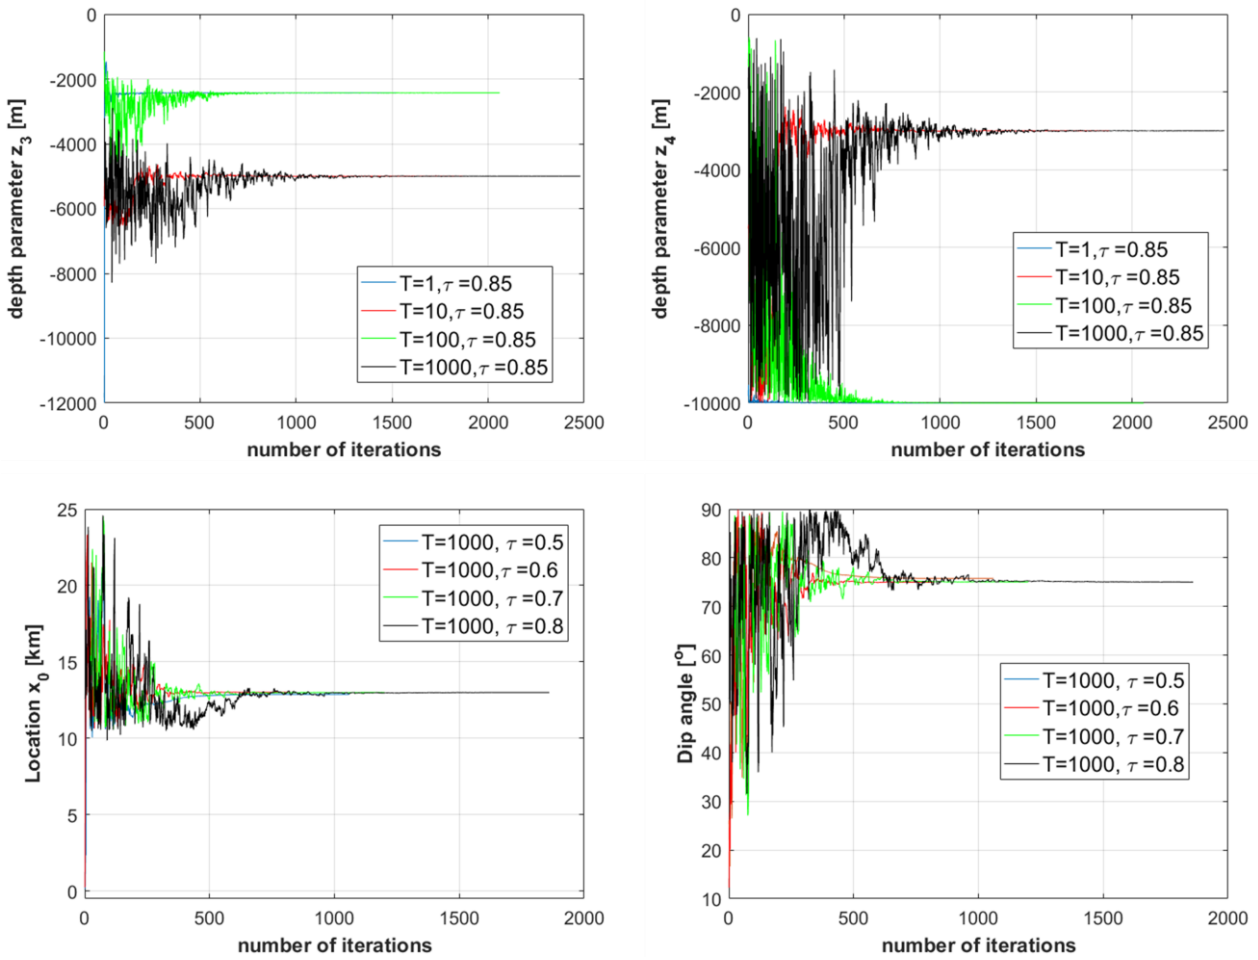 0
-2000
-4000
-6000
-8000
-10000
-12000
depth parameter z3 [m]
T=1,τ =0.85
T=10,τ =0.85
T=100,τ =0.85
T=1000,τ =0.85
0 500 1000 1500 2000 2500
number of iterations
0
-2000
-4000
-6000
-8000
-10000
depth parameter z4 [m]
T=1,τ =0.85
T=10,τ =0.85
T=100,τ =0.85
T=1000,τ =0.85
0 500 1000 1500 2000 2500
number of iterations
25
20
15
10
5
0
Location x0 [km]
T=1000, τ =0.5
T=1000, τ =0.6
T=1000, τ =0.7
T=1000, τ =0.8
0 500 1000 1500 2000
number of iterations
90
80
70
60
50
40
30
20
10
Dip angle [o]
T=1000, τ =0.5
T=1000, τ =0.6
T=1000, τ =0.7
T=1000, τ =0.8
0 500 1000 1500 2000
number of iterations